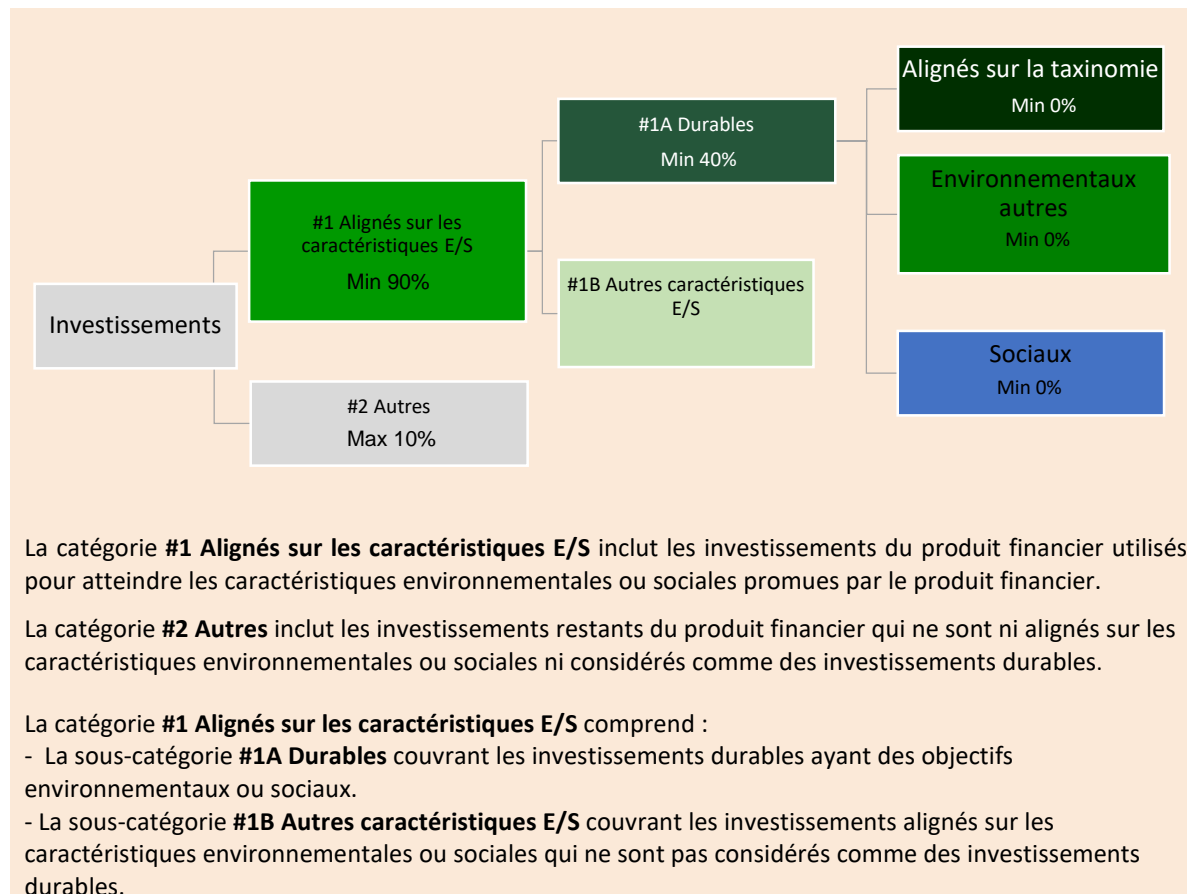 Investissements
#1 Alignés sur les
caractéristiques E/S
Min 90%
#2 Autres
Max 10%
#1A Durables
Min 40%
#1B Autres caractéristiques
E/S
Alignés sur la taxinomie
Min 0%
Environnementaux
autres
Min 0%
Sociaux
Min 0%
La catégorie #1 Alignés sur les caractéristiques E/S inclut les investissements du produit financier utilisés
pour atteindre les caractéristiques environnementales ou sociales promues par le produit financier.
La catégorie #2 Autres inclut les investissements restants du produit financier qui ne sont ni alignés sur les
caractéristiques environnementales ou sociales ni considérés comme des investissements durables.
La catégorie #1 Alignés sur les caractéristiques E/S comprend :
- La sous-catégorie #1A Durables couvrant les investissements durables ayant des objectifs
environnementaux ou sociaux.
- La sous-catégorie #1B Autres caractéristiques E/S couvrant les investissements alignés sur les
caractéristiques environnementales ou sociales qui ne sont pas considérés comme des investissements
durables.